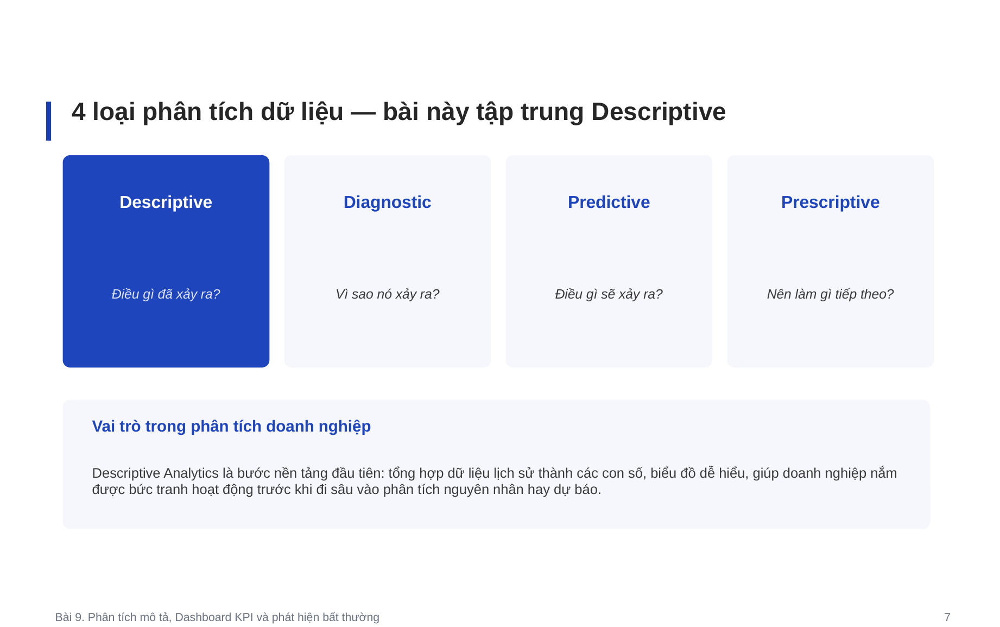 4 loại phân tích dữ liệu — bài này tập trung Descriptive
Descriptive
Điều gì đã xảy ra?
Diagnostic
Vì sao nó xảy ra?
Predictive
Điều gì sẽ xảy ra?
Prescriptive
Nên làm gì tiếp theo?
Vai trò trong phân tích doanh nghiệp
Descriptive Analytics là bước nền tảng đầu tiên: tổng hợp dữ liệu lịch sử thành các con số, biểu đồ dễ hiểu, giúp doanh nghiệp nắm
được bức tranh hoạt động trước khi đi sâu vào phân tích nguyên nhân hay dự báo.
Bài 9. Phân tích mô tả, Dashboard KPI và phát hiện bất thường
7